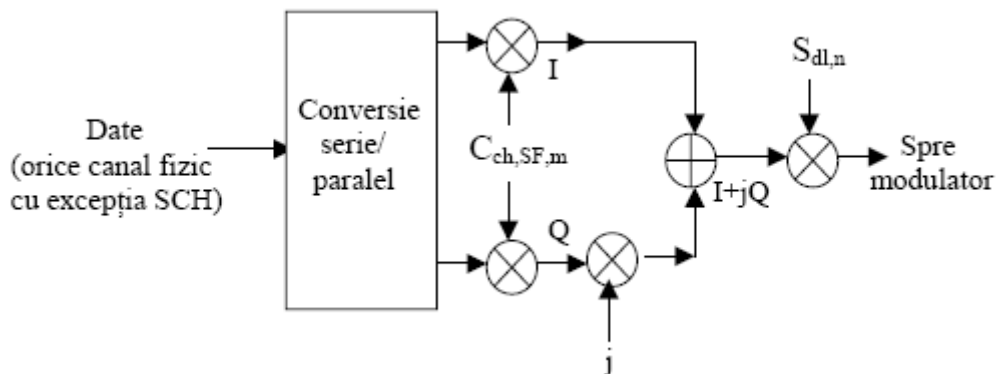 Date
(orice canal fizic
cu excepția SCH)
Conversie
serie/
paralel
I
C_ch,SF,m
Q
j
I+jQ
S_dl,n
Spre
modulator